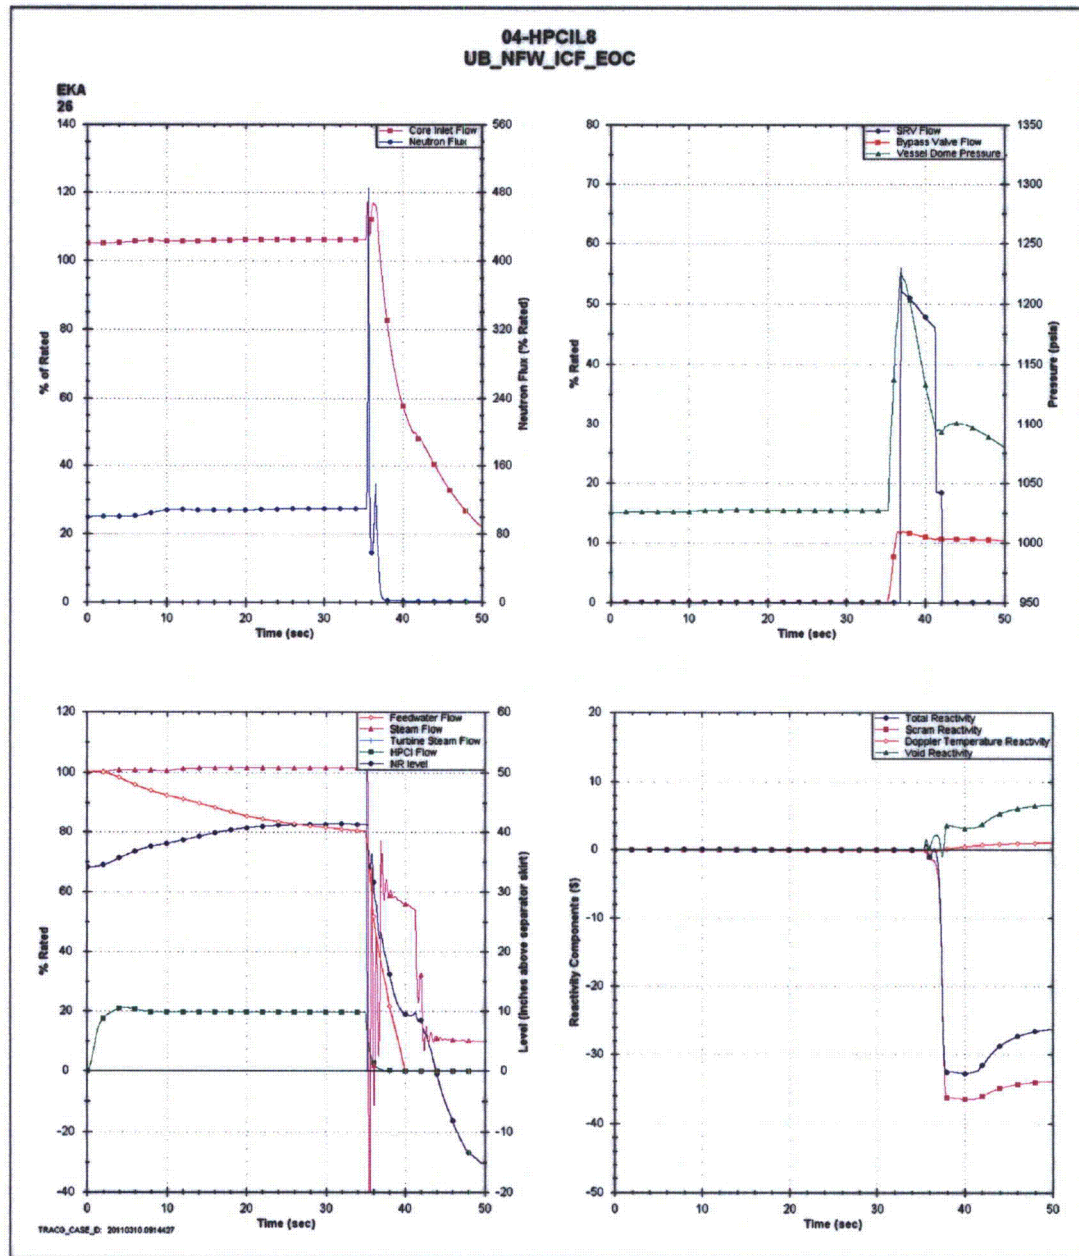 04-HPCIL8
UB_NFW_ICF_EOC
EKA
26
Core Inlet Flow
Neutron Flux
140
120
100
80
60
40
20
0
% of Rated
560
480
400
320
240
160
80
0
Neutron Flux (% Rated)
0 10 20 30 40 50
Time (sec)
SRV Flow
Bypass Valve Flow
Vessel Dome Pressure
80
70
60
50
40
30
20
10
0
% Rated
1350
1300
1250
1200
1150
1100
1050
1000
950
Pressure (psia)
0 10 20 30 40 50
Time (sec)
Feedwater Flow
Steam Flow
Turbine Steam Flow
HPCI Flow
NR level
120
100
80
60
40
20
0
-20
-40
% Rated
60
50
40
30
20
10
0
-10
-20
Level (inches above separator skirt)
0 10 20 30 40 50
Time (sec)
Total Reactivity
Scram Reactivity
Doppler Temperature Reactivity
Void Reactivity
20
10
0
-10
-20
-30
-40
-50
Reactivity Components ($)
0 10 20 30 40 50
Time (sec)
TRACG_CASE_ID: 20110310.0914427